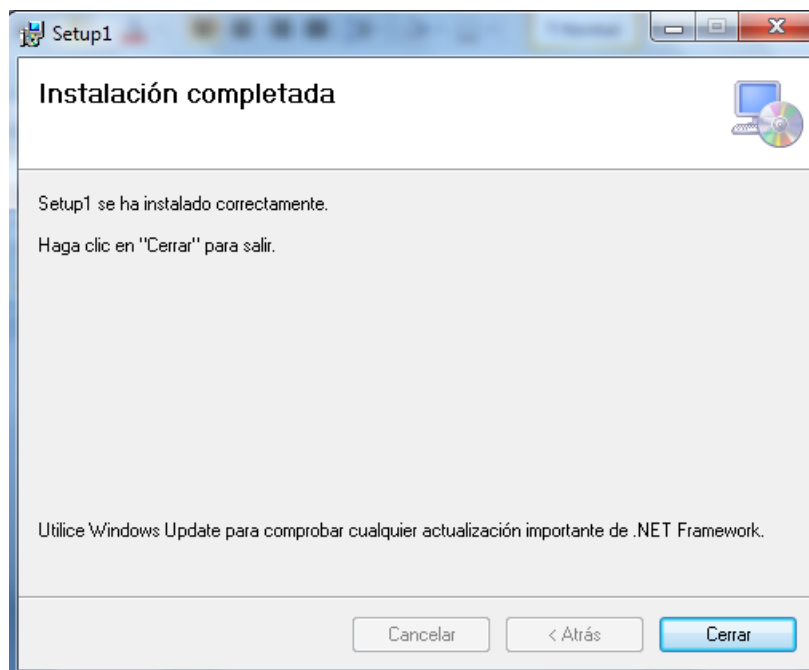 Setup1
Instalación completada
Setup1 se ha instalado correctamente.
Haga clic en "Cerrar" para salir.
Utilice Windows Update para comprobar cualquier actualización importante de .NET Framework.
Cancelar
< Atrás
Cerrar